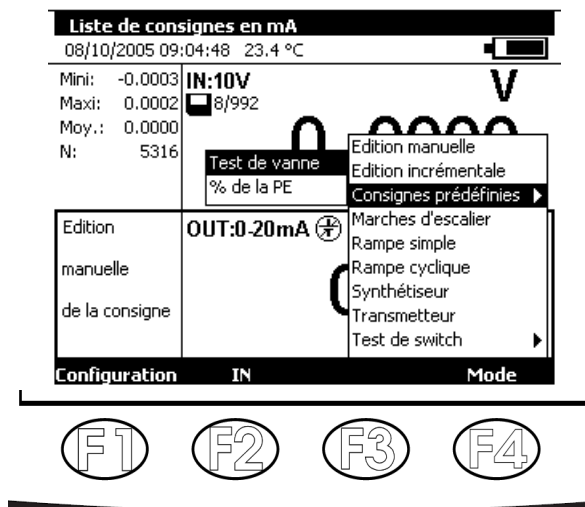 Liste de consignes en mA
08/10/2005 09:04:48 23.4 °C
Mini: -0.0003
Maxi: 0.0002
Moy.: 0.0000
N: 5316
IN:10V
8/992
V
Test de vanne
% de la PE
Edition manuelle
Edition incrémentale
Consignes prédéfinies
Marches d'escalier
Rampe simple
Rampe cyclique
Synthétiseur
Transmetteur
Test de switch
Edition
manuelle
de la consigne
OUT:0-20mA
Configuration IN Mode
F1 F2 F3 F4